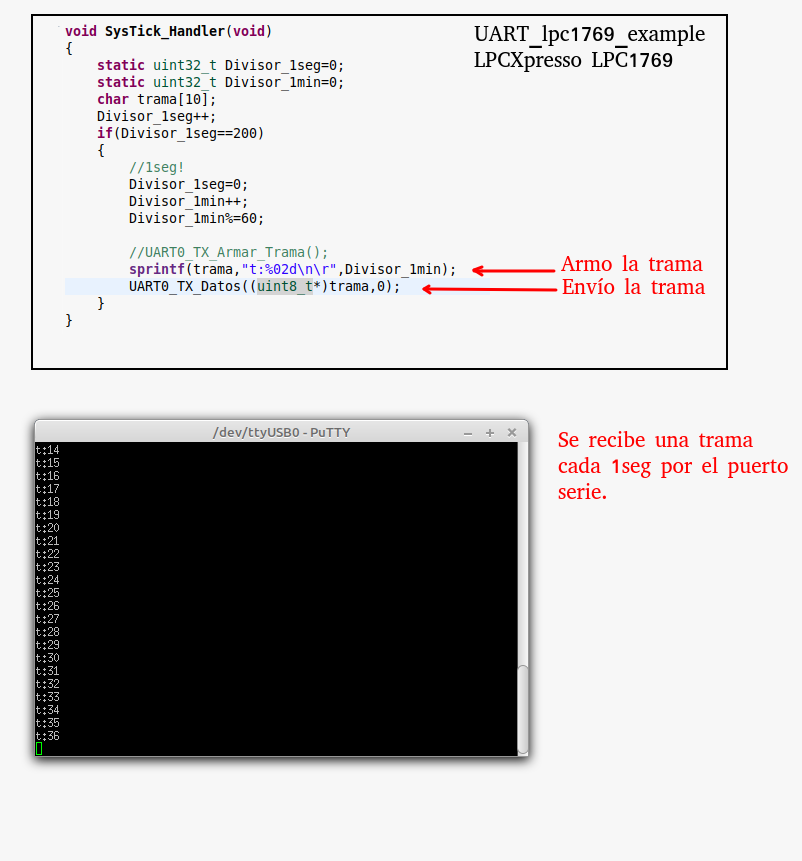 void SysTick_Handler(void)
UART_lpc1769_example
LPCXpresso LPC1769
{
static uint32_t Divisor_1seg=0;
static uint32_t Divisor_1min=0;
char trama[10];
Divisor_1seg++;
if(Divisor_1seg==200)
{
//1seg!
Divisor_1seg=0;
Divisor_1min++;
Divisor_1min%=60;
//UART0_TX_Armar_Trama();
sprintf(trama,"t:%02d\n\r",Divisor_1min);
Armo la trama
UART0_TX_Datos((uint8_t*)trama,0);
Envío la trama
}
}
/dev/ttyUSB0 - PuTTY
t:14
t:15
t:16
t:17
t:18
t:19
t:20
t:21
t:22
t:23
t:24
t:25
t:26
t:27
t:28
t:29
t:30
t:31
t:32
t:33
t:34
t:35
t:36
Se recibe una trama
cada 1seg por el puerto
serie.